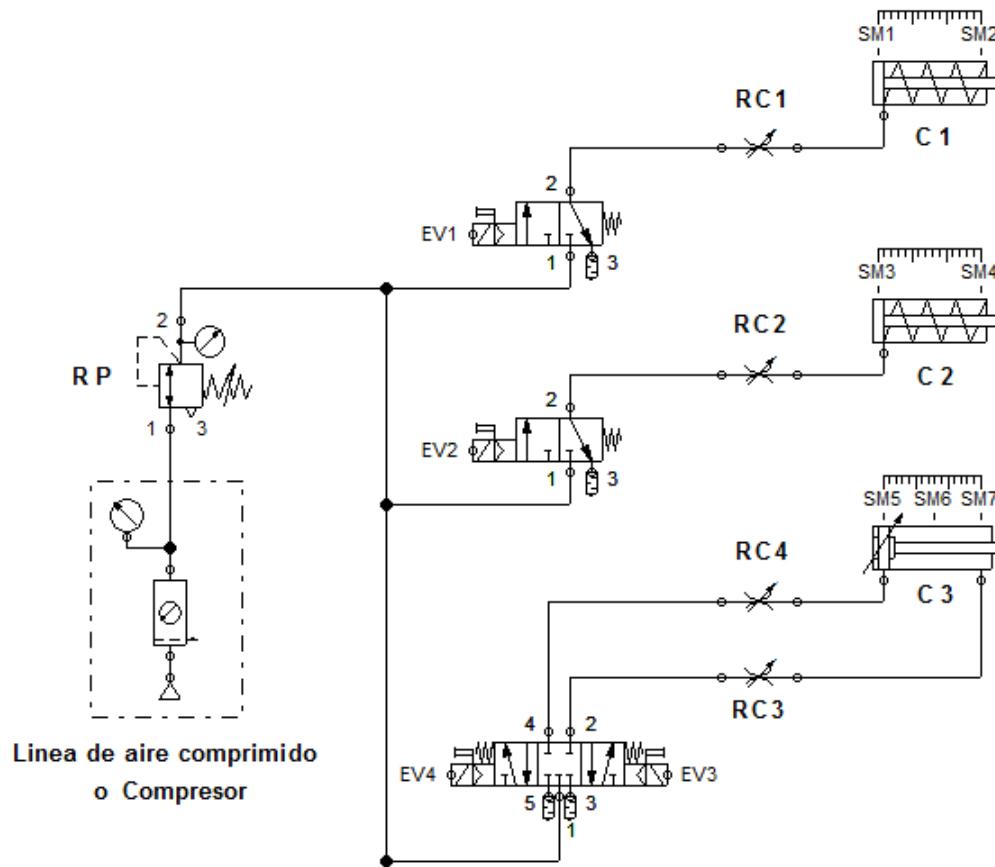 SM1 SM2
RC1
C 1
2
EV1
1 3
SM3 SM4
RC2
C 2
2
EV2
1 3
2
R P
1 3
SM5 SM6 SM7
RC4
C 3
RC3
4 2
EV4 EV3
5 3
1
Linea de aire comprimido
o Compresor